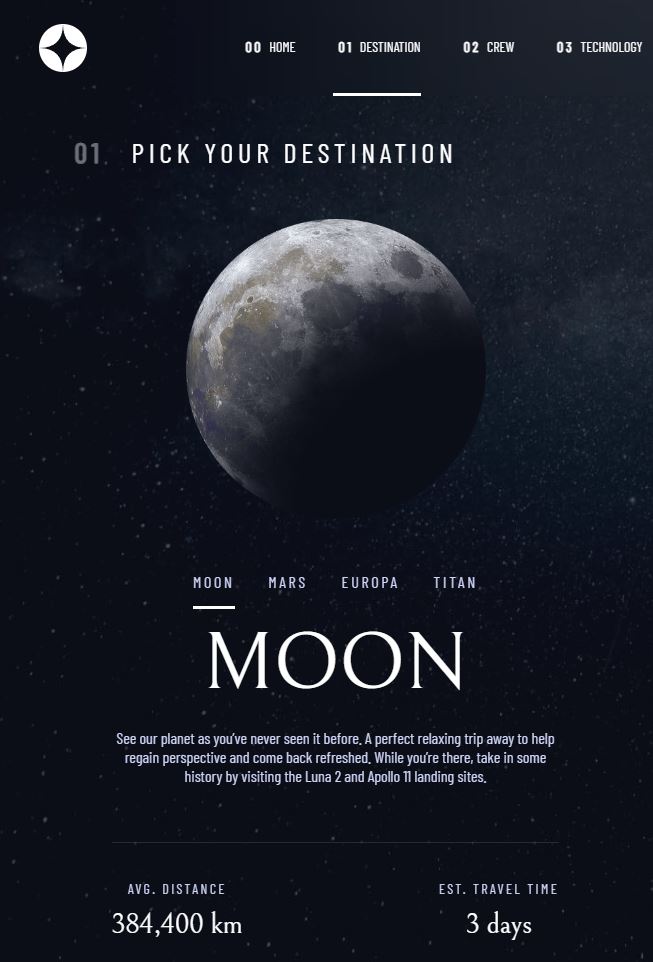 00 HOME 01 DESTINATION 02 CREW 03 TECHNOLOGY
01 PICK YOUR DESTINATION
MOON MARS EUROPA TITAN
MOON
See our planet as you’ve never seen it before. A perfect relaxing trip away to help
regain perspective and come back refreshed. While you’re there, take in some
history by visiting the Luna 2 and Apollo 11 landing sites.
AVG. DISTANCE EST. TRAVEL TIME
384,400 km 3 days